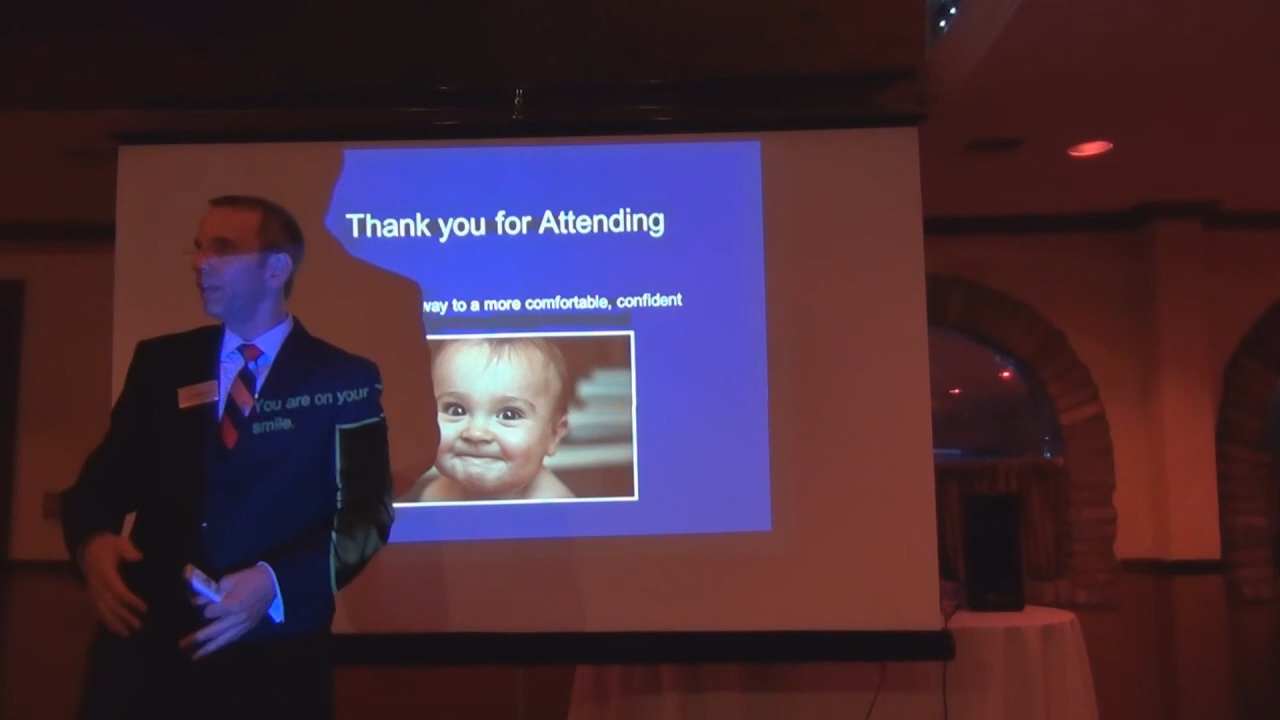 Thank you for Attending
You are on your way to a more comfortable, confident
smile.